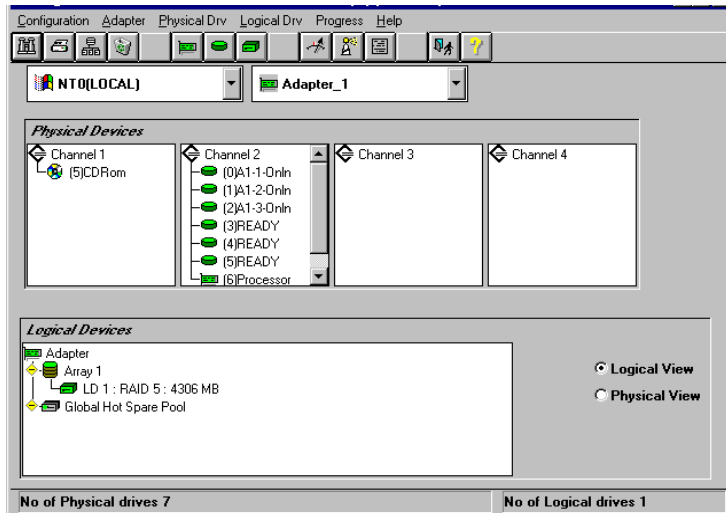 Configuration Adapter Physical Drv Logical Drv Progress Help
NT0(LOCAL)
Adapter_1
Physical Devices
Channel 1
(5)CDRom
Channel 2
(0)A1-1-Onln
(1)A1-2-Onln
(2)A1-3-Onln
(3)READY
(4)READY
(5)READY
(6)Processor
Channel 3
Channel 4
Logical Devices
Adapter
Array 1
LD 1 : RAID 5 : 4306 MB
Global Hot Spare Pool
Logical View
Physical View
No of Physical drives 7
No of Logical drives 1